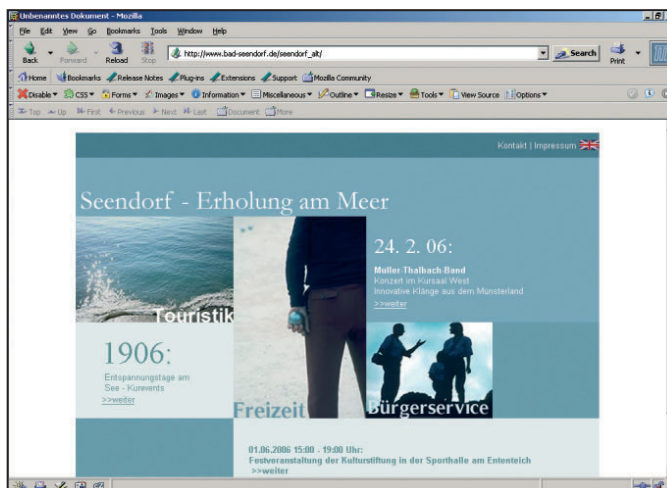 Unbenanntes Dokument - Mozilla
File Edit View Go Bookmarks Tools Window Help
Back Forward Reload Stop http://www.bad-seendorf.de/seendorf_alt/ Search Print
Home Bookmarks Release Notes Plug-ins Extensions Support Mozilla Community
Disable CSS Forms Images Information Miscellaneous Outline Resize Tools View Source Options
Top Up First Previous Next Last Document More
Kontakt | Impressum
Seendorf - Erholung am Meer
24. 2. 06:
Müller-Thalbach-Band
Konzert im Kursaal West
Innovative Klänge aus dem Münsterland
>>weiter
Touristik
1906:
Entspannungstage am
See - Kurevents
>>weiter
Freizeit
Bürgerservice
01.06.2006 15:00 - 19:00 Uhr:
Festveranstaltung der Kulturstiftung in der Sporthalle am Ententeich
>>weiter